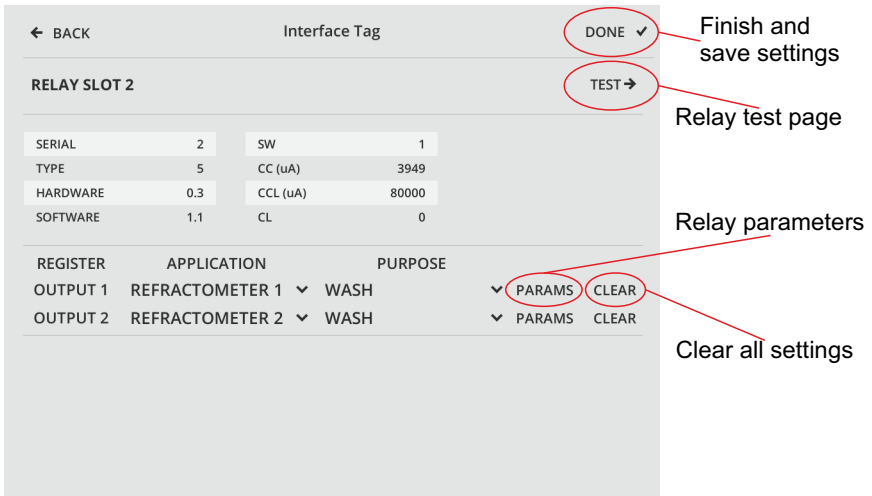 ← BACK Interface Tag DONE ✔
Finish and
save settings
RELAY SLOT 2 TEST→
Relay test page
SERIAL 2 SW 1
TYPE 5 CC (uA) 3949
HARDWARE 0.3 CCL (uA) 80000
SOFTWARE 1.1 CL 0
Relay parameters
REGISTER APPLICATION PURPOSE
OUTPUT 1 REFRACTOMETER 1 WASH PARAMS CLEAR
OUTPUT 2 REFRACTOMETER 2 WASH PARAMS CLEAR
Clear all settings